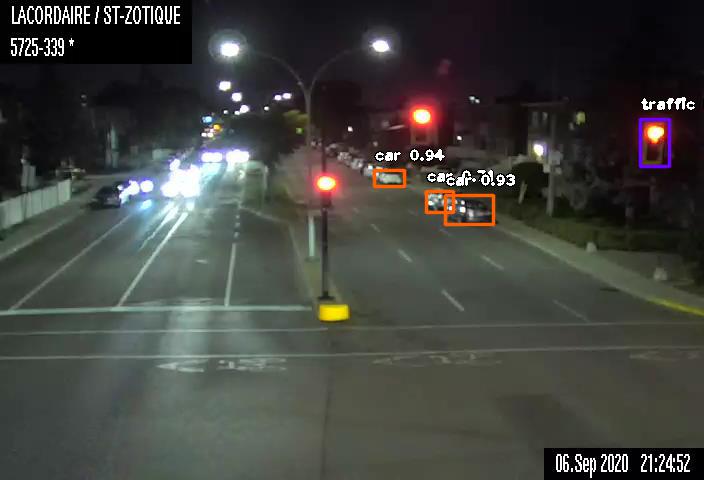 LACORDAIRE / ST-ZOTIQUE
5725-339 *
traffic
car 0.94
car 0.93
06.Sep 2020 21:24:52